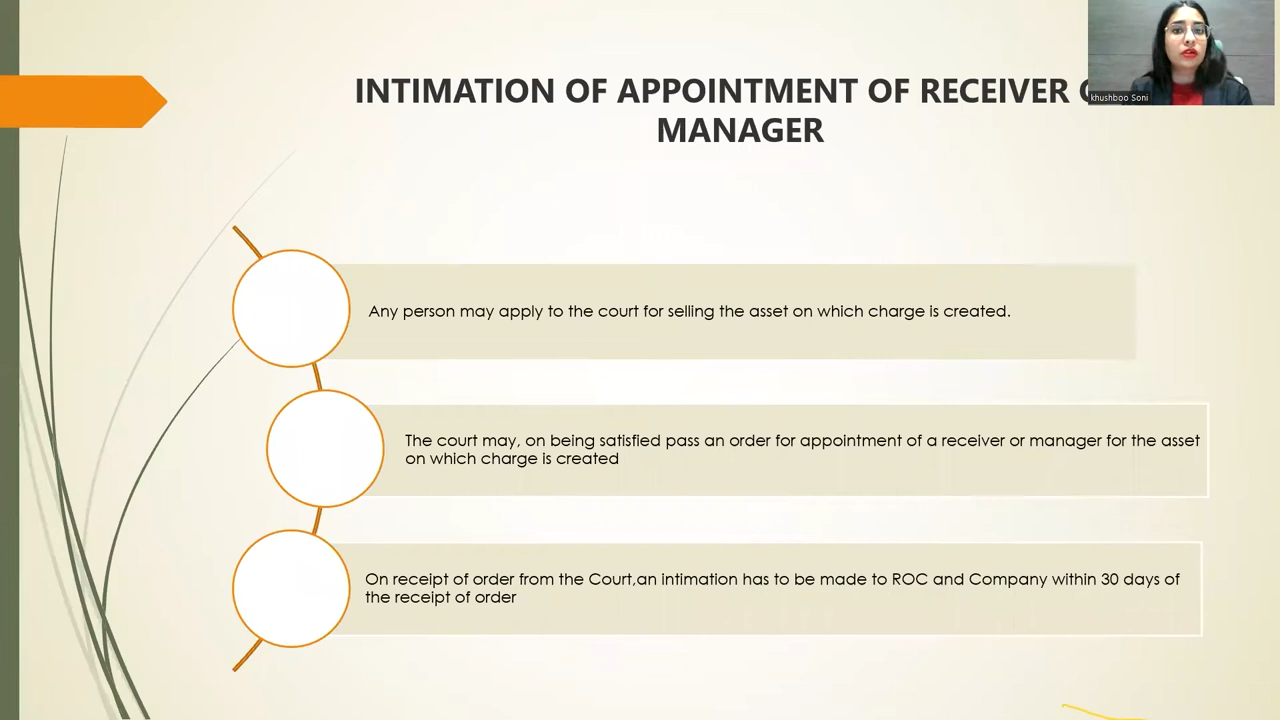 INTIMATION OF APPOINTMENT OF RECEIVER
MANAGER
khushboo Soni
Any person may apply to the court for selling the asset on which charge is created.
The court may, on being satisfied pass an order for appointment of a receiver or manager for the asset
on which charge is created
On receipt of order from the Court,an intimation has to be made to ROC and Company within 30 days of
the receipt of order